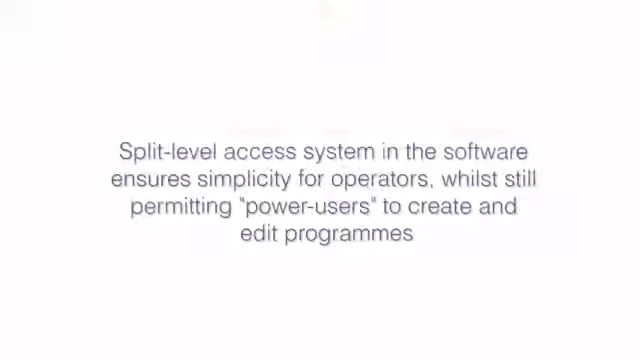 Split-level access system in the software
ensures simplicity for operators, whilst still
permitting "power-users" to create and
edit programmes